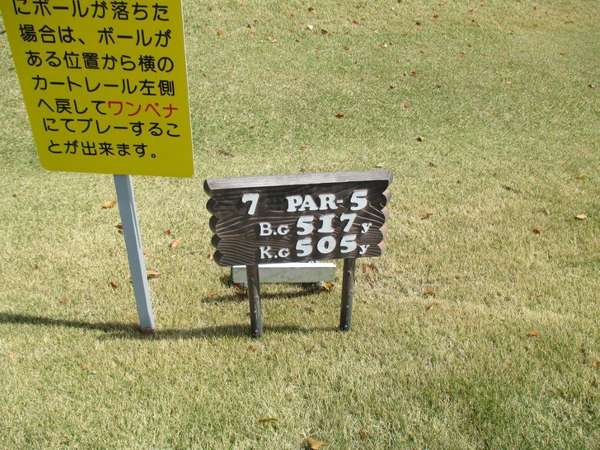 にボールが落ちた
場合は、ボールが
ある位置から横の
カートレール左側
へ戻してワンペナ
にてプレーするこ
とが出来ます。
7 PAR-5
B.G 517y
K.G 505y